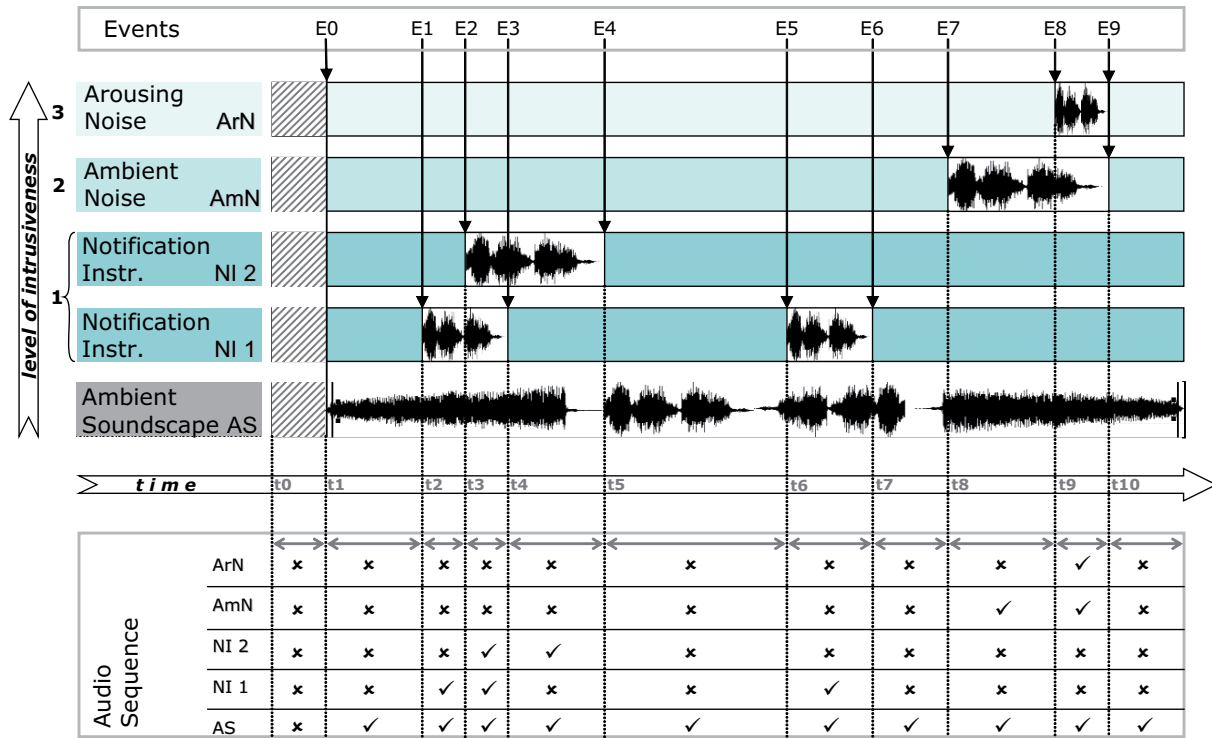 Events E0 E1 E2 E3 E4 E5 E6 E7 E8 E9
level of intrusiveness
3 Arousing
Noise ArN
2 Ambient
Noise AmN
Notification
Instr. NI 2
1
Notification
Instr. NI 1
Ambient
Soundscape AS
time t0 t1 t2 t3 t4 t5 t6 t7 t8 t9 t10
Audio
Sequence
ArN × × × × × × × × × ✓ ×
AmN × × × × × × × × ✓ ✓ ×
NI 2 × × × ✓ ✓ × × × × × ×
NI 1 × × ✓ ✓ × × ✓ × × × ×
AS × ✓ ✓ ✓ ✓ ✓ ✓ ✓ ✓ ✓ ✓